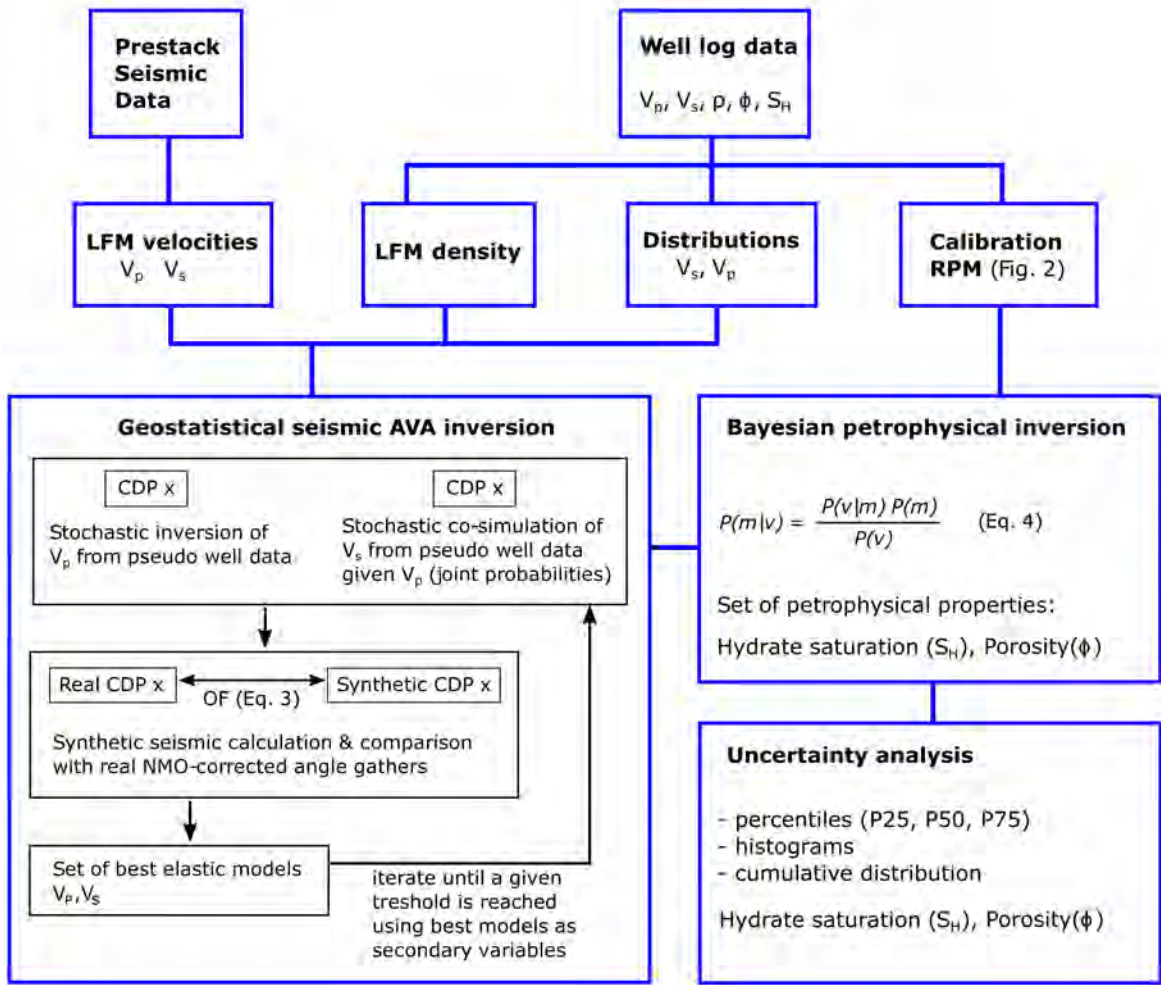 Prestack
Seismic
Data
Well log data
Vₚ, Vₛ, ρ, ϕ, S_H
LFM velocities
Vₚ Vₛ
LFM density
Distributions
Vₛ, Vₚ
Calibration
RPM (Fig. 2)
Geostatistical seismic AVA inversion
CDP x
Stochastic inversion of
Vₚ from pseudo well data
CDP x
Stochastic co-simulation of
Vₛ from pseudo well data
given Vₚ (joint probabilities)
Real CDP x
OF (Eq. 3)
Synthetic CDP x
Synthetic seismic calculation & comparison
with real NMO-corrected angle gathers
Set of best elastic models
V_P, V_S
iterate until a given
treshold is reached
using best models as
secondary variables
Bayesian petrophysical inversion
P(m|v) = P(v|m) P(m) / P(v) (Eq. 4)
Set of petrophysical properties:
Hydrate saturation (S_H), Porosity(ϕ)
Uncertainty analysis
- percentiles (P25, P50, P75)
- histograms
- cumulative distribution
Hydrate saturation (S_H), Porosity(ϕ)